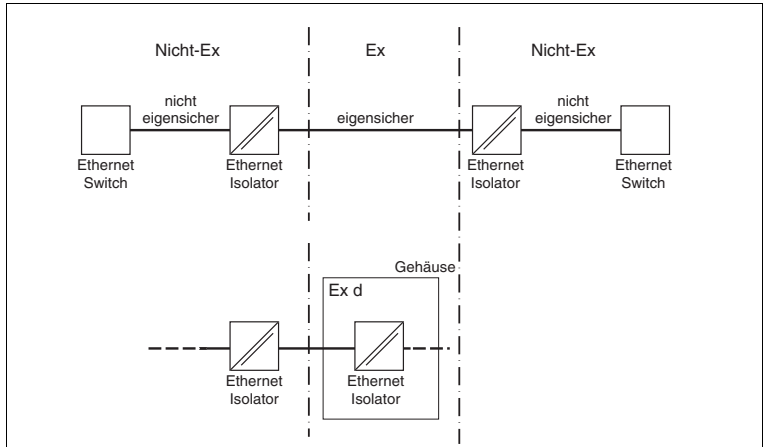 Nicht-Ex
Ex
Nicht-Ex
nicht
eigensicher
eigensicher
nicht
eigensicher
Ethernet
Switch
Ethernet
Isolator
Ethernet
Isolator
Ethernet
Switch
Gehäuse
Ex d
Ethernet
Isolator
Ethernet
Isolator